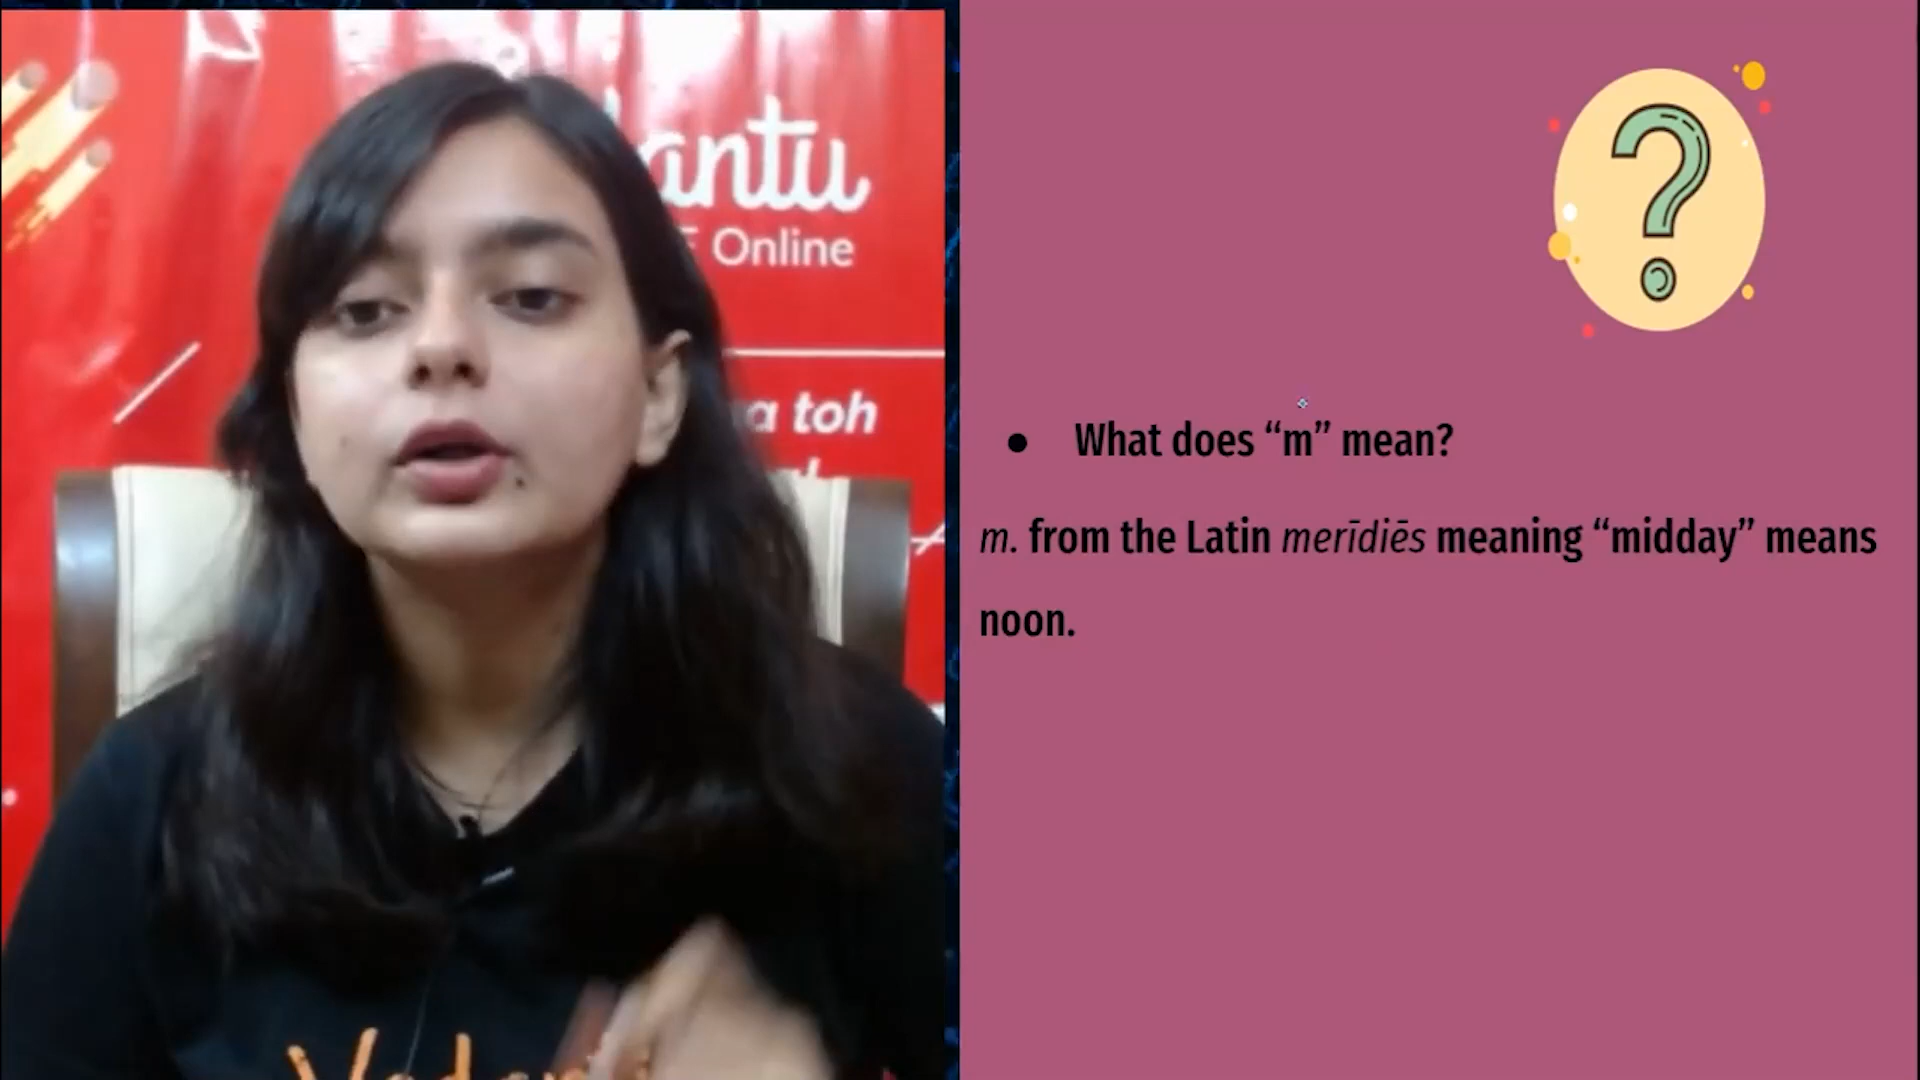 antu
Online
a toh
● What does “m” mean?
m. from the Latin merīdiēs meaning “midday” means
noon.